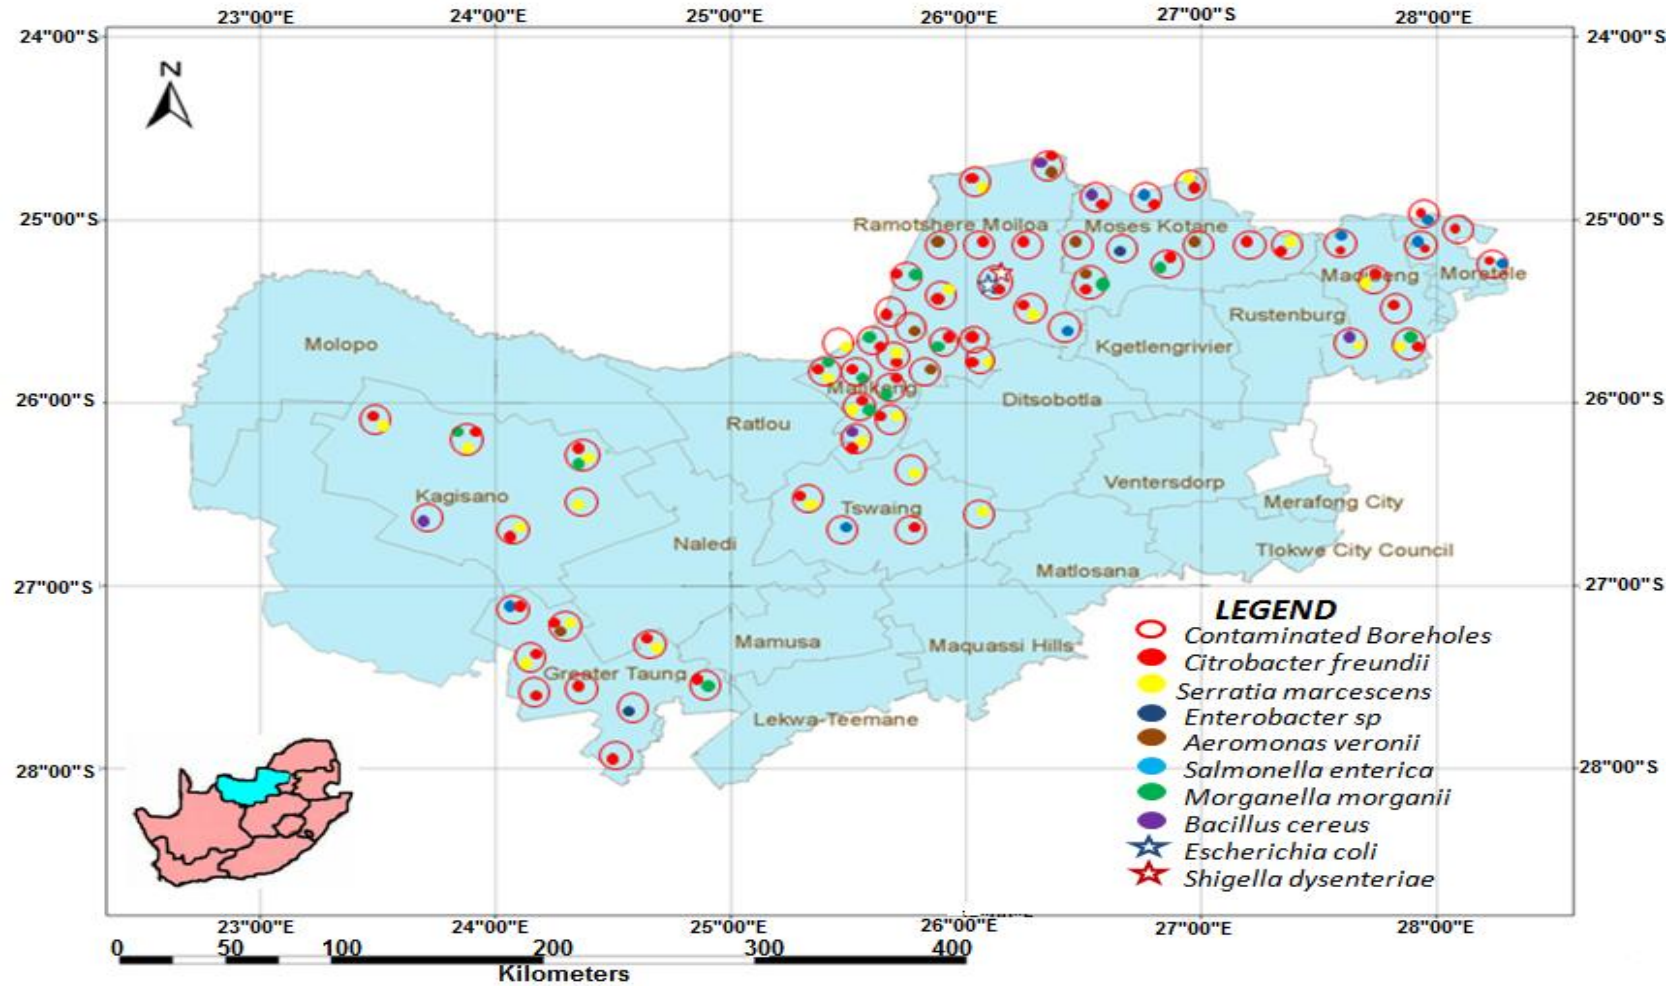 23"00"E 24"00"E 25"00"E 26"00"E 27"00"S 28"00"E
24"00"S 24"00"S
N
25"00"S 25"00"S
Ramotshere Moiloa Moses Kotane
Madibeng Moretele
Rustenburg
Molopo Kgetlengrivier
Mafikeng
26"00"S Ditsobotla 26"00"S
Ratlou
Kagisano Ventersdorp
Tswaing Merafong City
Naledi Tlokwe City Council
Matlosana
27"00"S 27"00"S
Mamusa Maquassi Hills
Greater Taung
Lekwa-Teemane
28"00"S 28"00"S
LEGEND
Contaminated Boreholes
Citrobacter freundii
Serratia marcescens
Enterobacter sp
Aeromonas veronii
Salmonella enterica
Morganella morganii
Bacillus cereus
Escherichia coli
Shigella dysenteriae
23"00"E 24"00"E 25"00"E 26"00"E 27"00"S 28"00"E
0 50 100 200 300 400
Kilometers